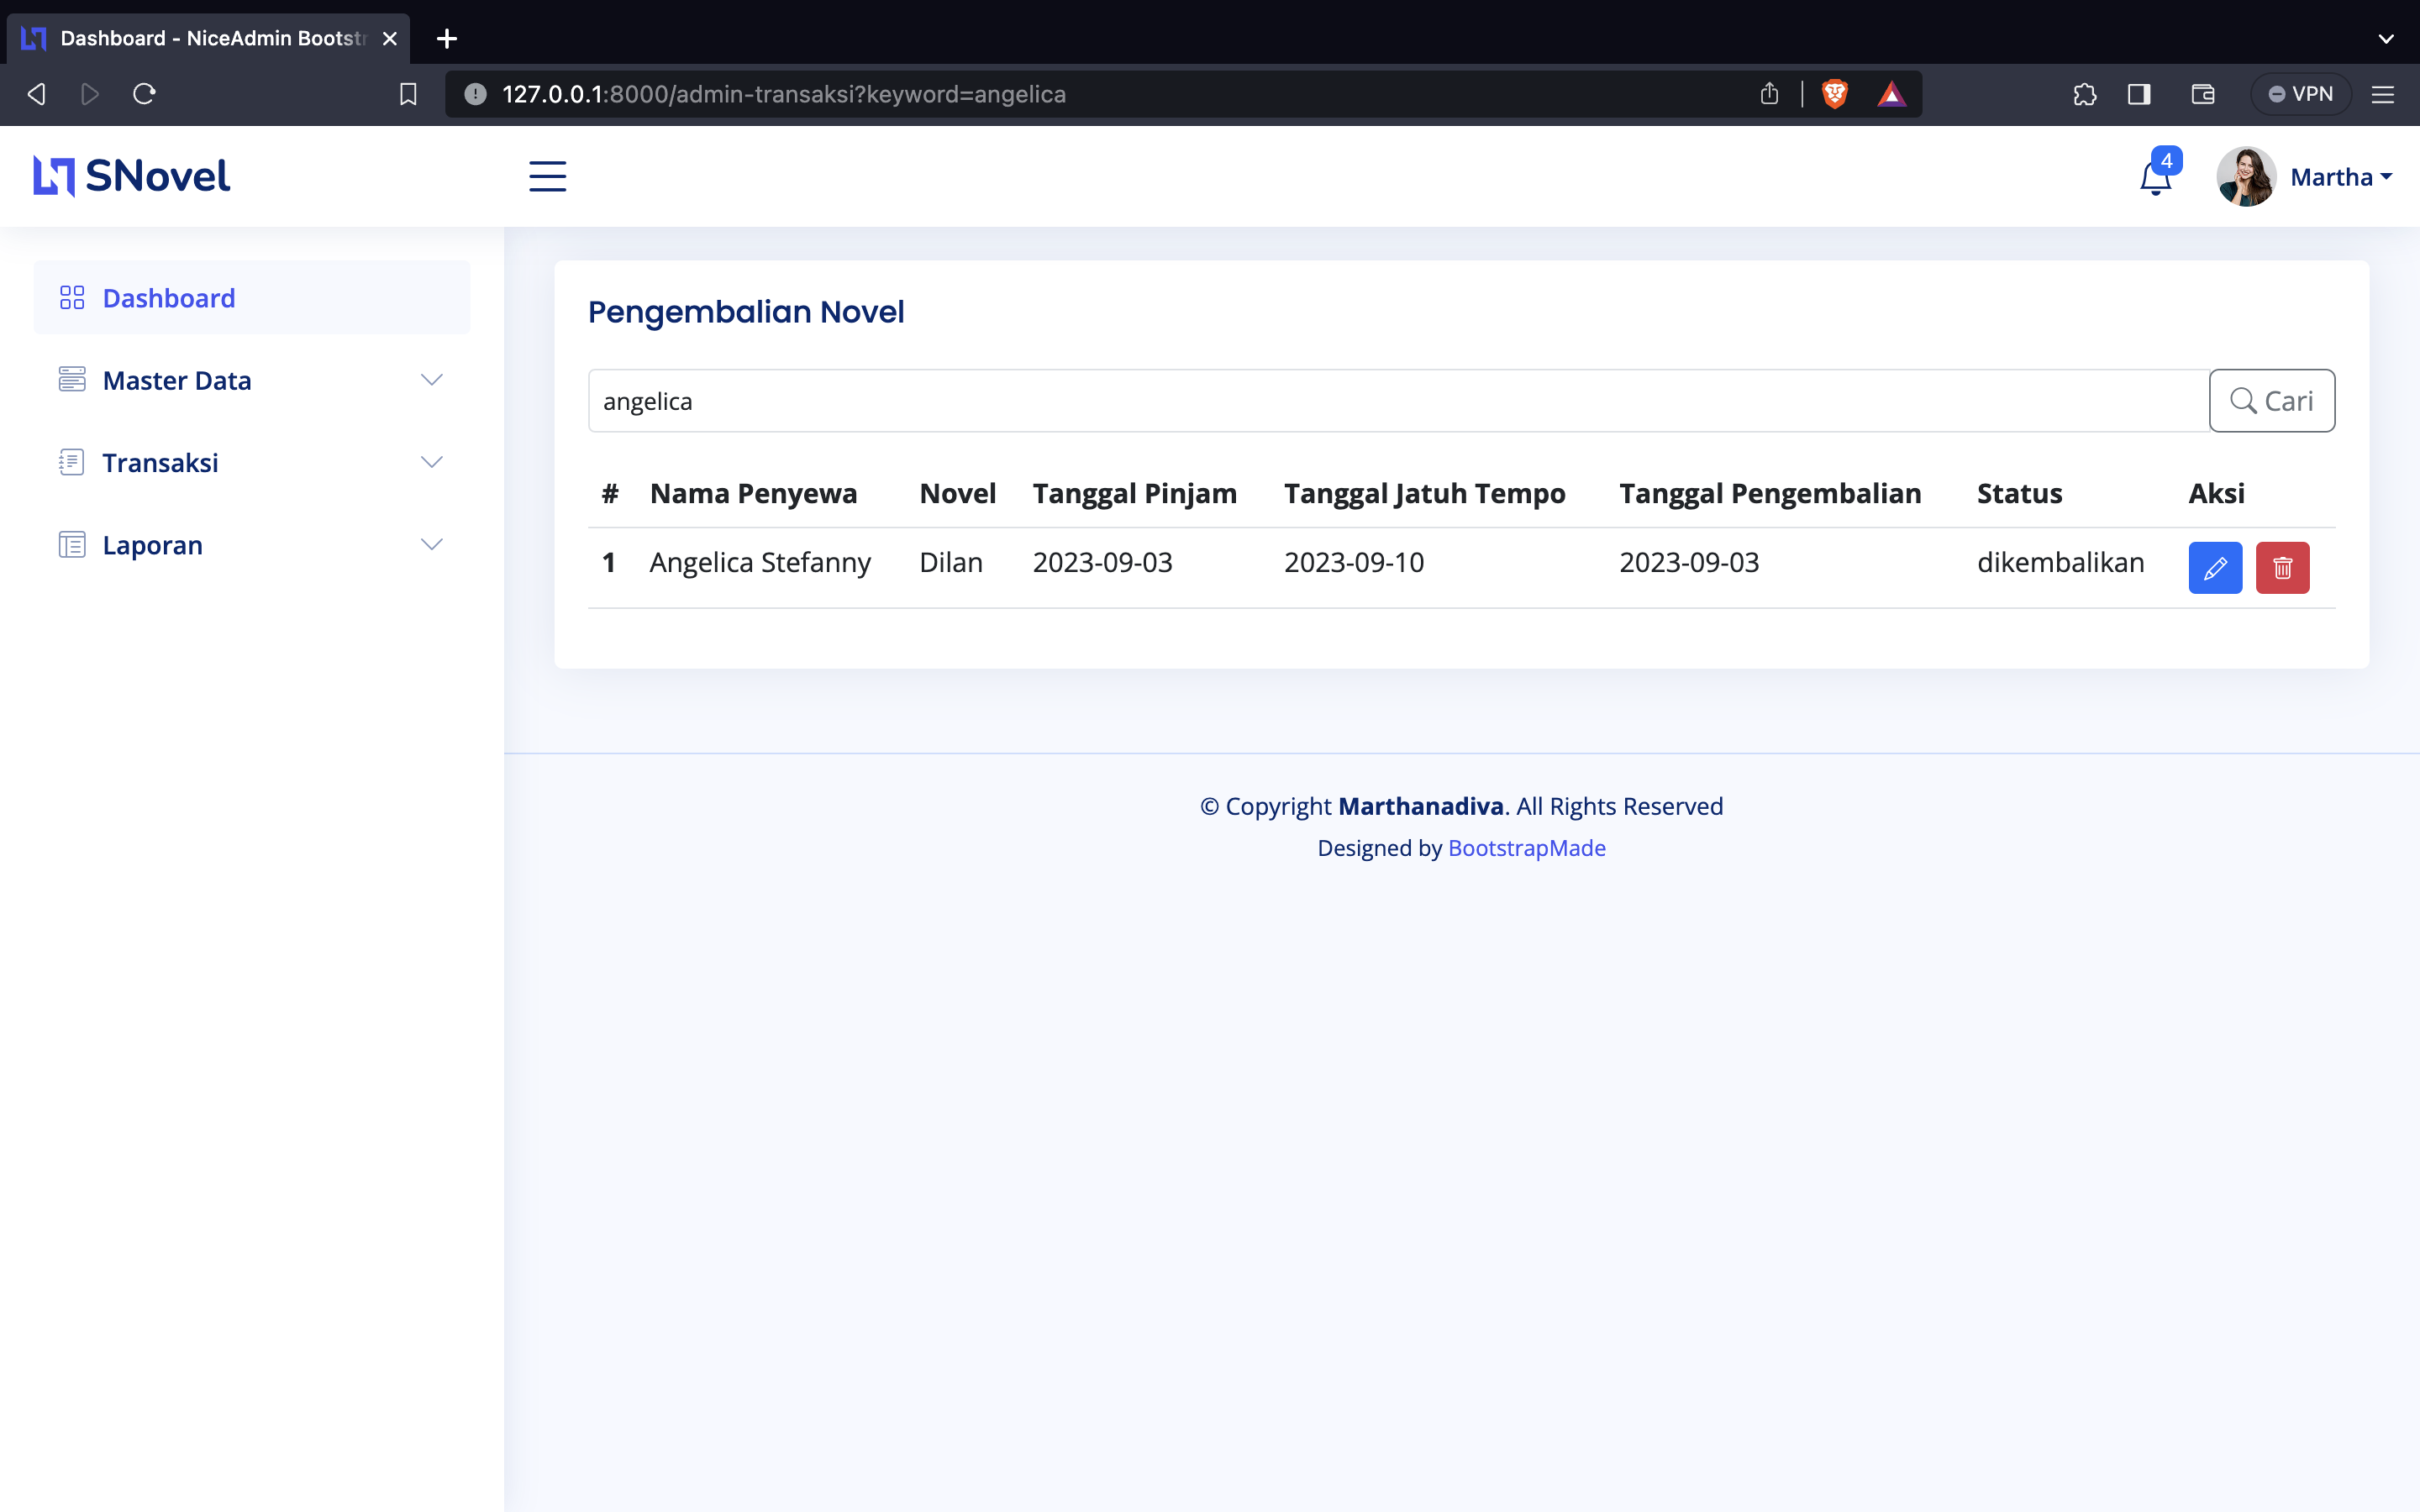 Dashboard - NiceAdmin Bootst
127.0.0.1:8000/admin-transaksi?keyword=angelica
VPN
SNovel
4
Martha
Dashboard
Master Data
Transaksi
Laporan
Pengembalian Novel
angelica
Cari
# Nama Penyewa Novel Tanggal Pinjam Tanggal Jatuh Tempo Tanggal Pengembalian Status Aksi
1 Angelica Stefanny Dilan 2023-09-03 2023-09-10 2023-09-03 dikembalikan
© Copyright Marthanadiva. All Rights Reserved
Designed by BootstrapMade